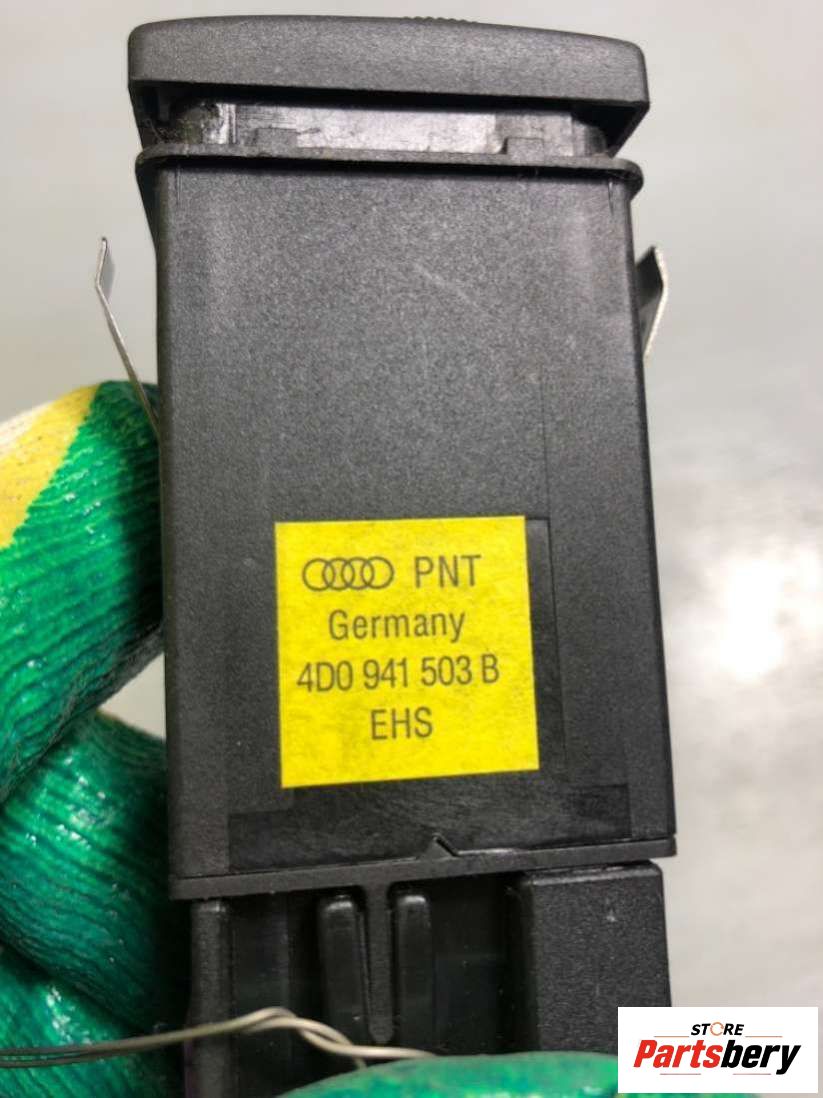 PNT
Germany
4D0 941 503 B
EHS
STORE
Partsbery